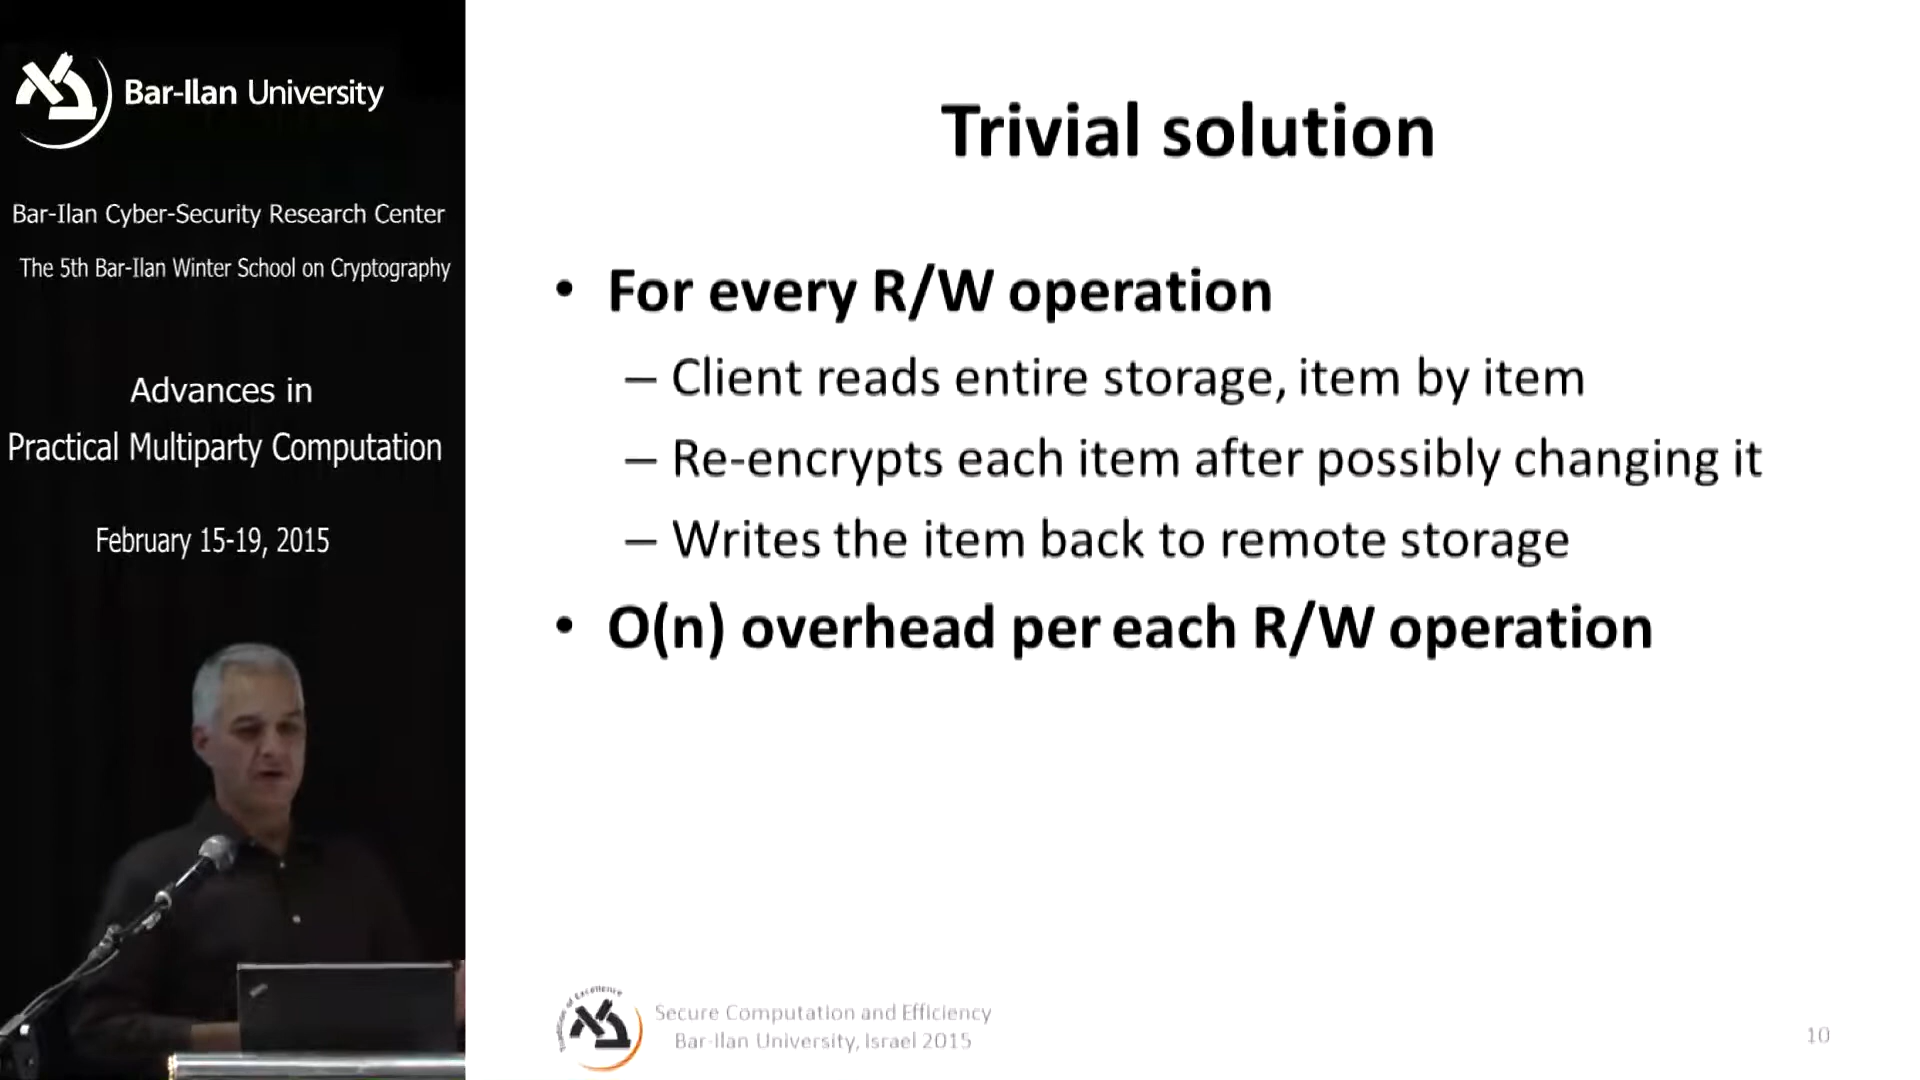 Bar-Ilan University
Bar-Ilan Cyber-Security Research Center
The 5th Bar-Ilan Winter School on Cryptography
Advances in
Practical Multiparty Computation
February 15-19, 2015
Trivial solution
• For every R/W operation
– Client reads entire storage, item by item
– Re-encrypts each item after possibly changing it
– Writes the item back to remote storage
• O(n) overhead per each R/W operation
of Excellence
Secure Computation and Efficiency
Bar-Ilan University, Israel 2015
10